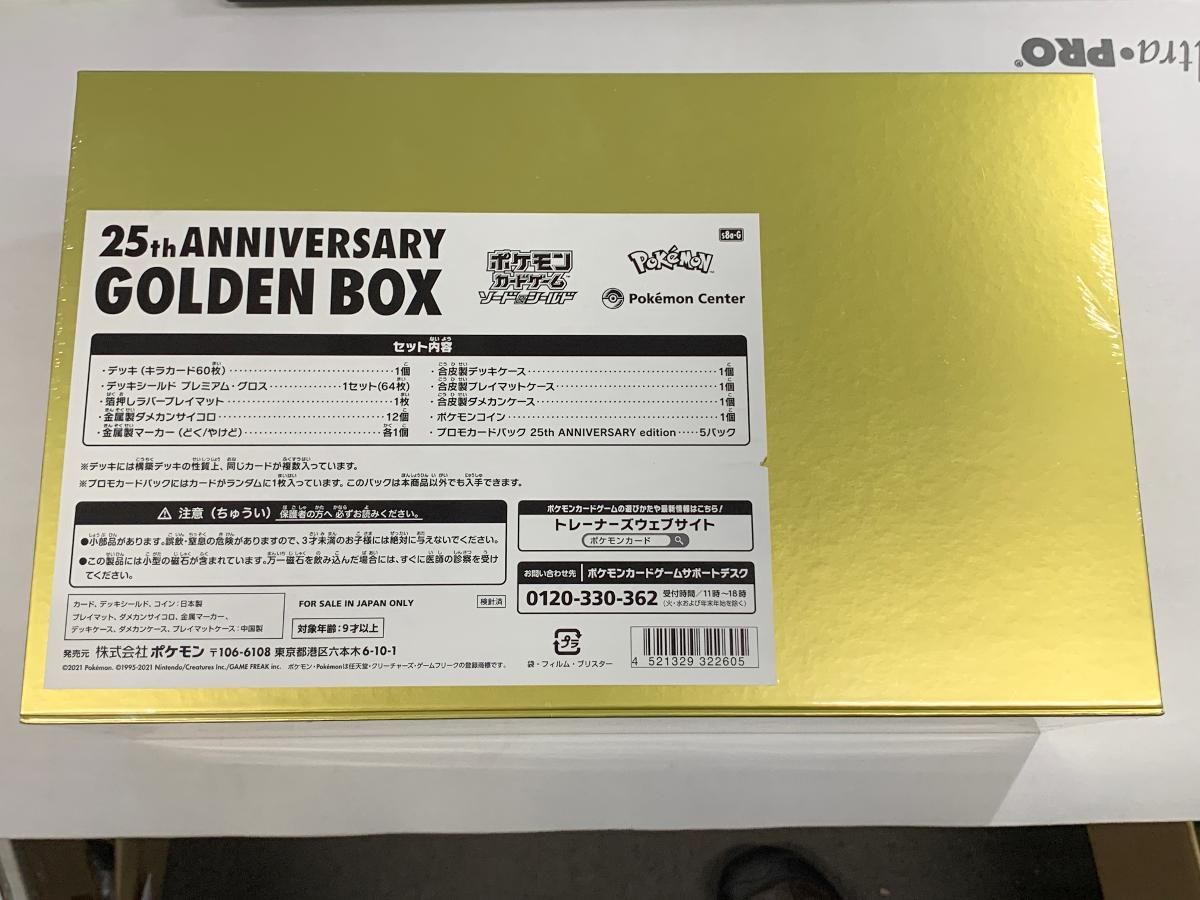 ltra•PRO®
25th ANNIVERSARY
GOLDEN BOX
ポケモン
カードゲーム
ソード&シールド
s8a-G
POKéMON
Pokémon Center
セット内容
・デッキ（キラカード60枚）……1個
・デッキシールド プレミアム・グロス……1セット(64枚)
・箔押しラバープレイマット……1枚
・金属製ダメカンサイコロ……12個
・金属製マーカー（どく/やけど）……各1個
・合皮製デッキケース……1個
・合皮製プレイマットケース……1個
・合皮製ダメカンケース……1個
・ポケモンコイン……1個
・プロモカードパック 25th ANNIVERSARY edition……5パック
※デッキには構築デッキの性質上、同じカードが複数入っています。
※プロモカードパックにはカードがランダムに1枚入っています。このパックは本商品以外でも入手できます。
⚠ 注意（ちゅうい）保護者の方へ 必ずお読みください。
●小部品があります。誤飲・窒息の危険がありますので、3才未満のお子様には絶対に与えないでください。
●この製品には小型の磁石が含まれています。万一磁石を飲み込んだ場合には、すぐに医師の診察を受け
てください。
ポケモンカードゲームの遊びかたや最新情報はこちら！
トレーナーズウェブサイト
ポケモンカード
お問い合わせ先 ポケモンカードゲームサポートデスク
0120-330-362 受付時間／11時〜18時
（火・水および年末年始を除く）
カード、デッキシールド、コイン：日本製
プレイマット、ダメカンサイコロ、金属マーカー、
デッキケース、ダメカンケース、プレイマットケース：中国製
FOR SALE IN JAPAN ONLY
検針済
対象年齢：9才以上
発売元 株式会社ポケモン 〒106-6108 東京都港区六本木6-10-1
©2021 Pokémon. ©1995-2021 Nintendo/Creatures Inc./GAME FREAK inc. ポケモン・Pokémonは任天堂・クリーチャーズ・ゲームフリークの登録商標です。
プラ
袋・フィルム・ブリスター
4 521329 322605